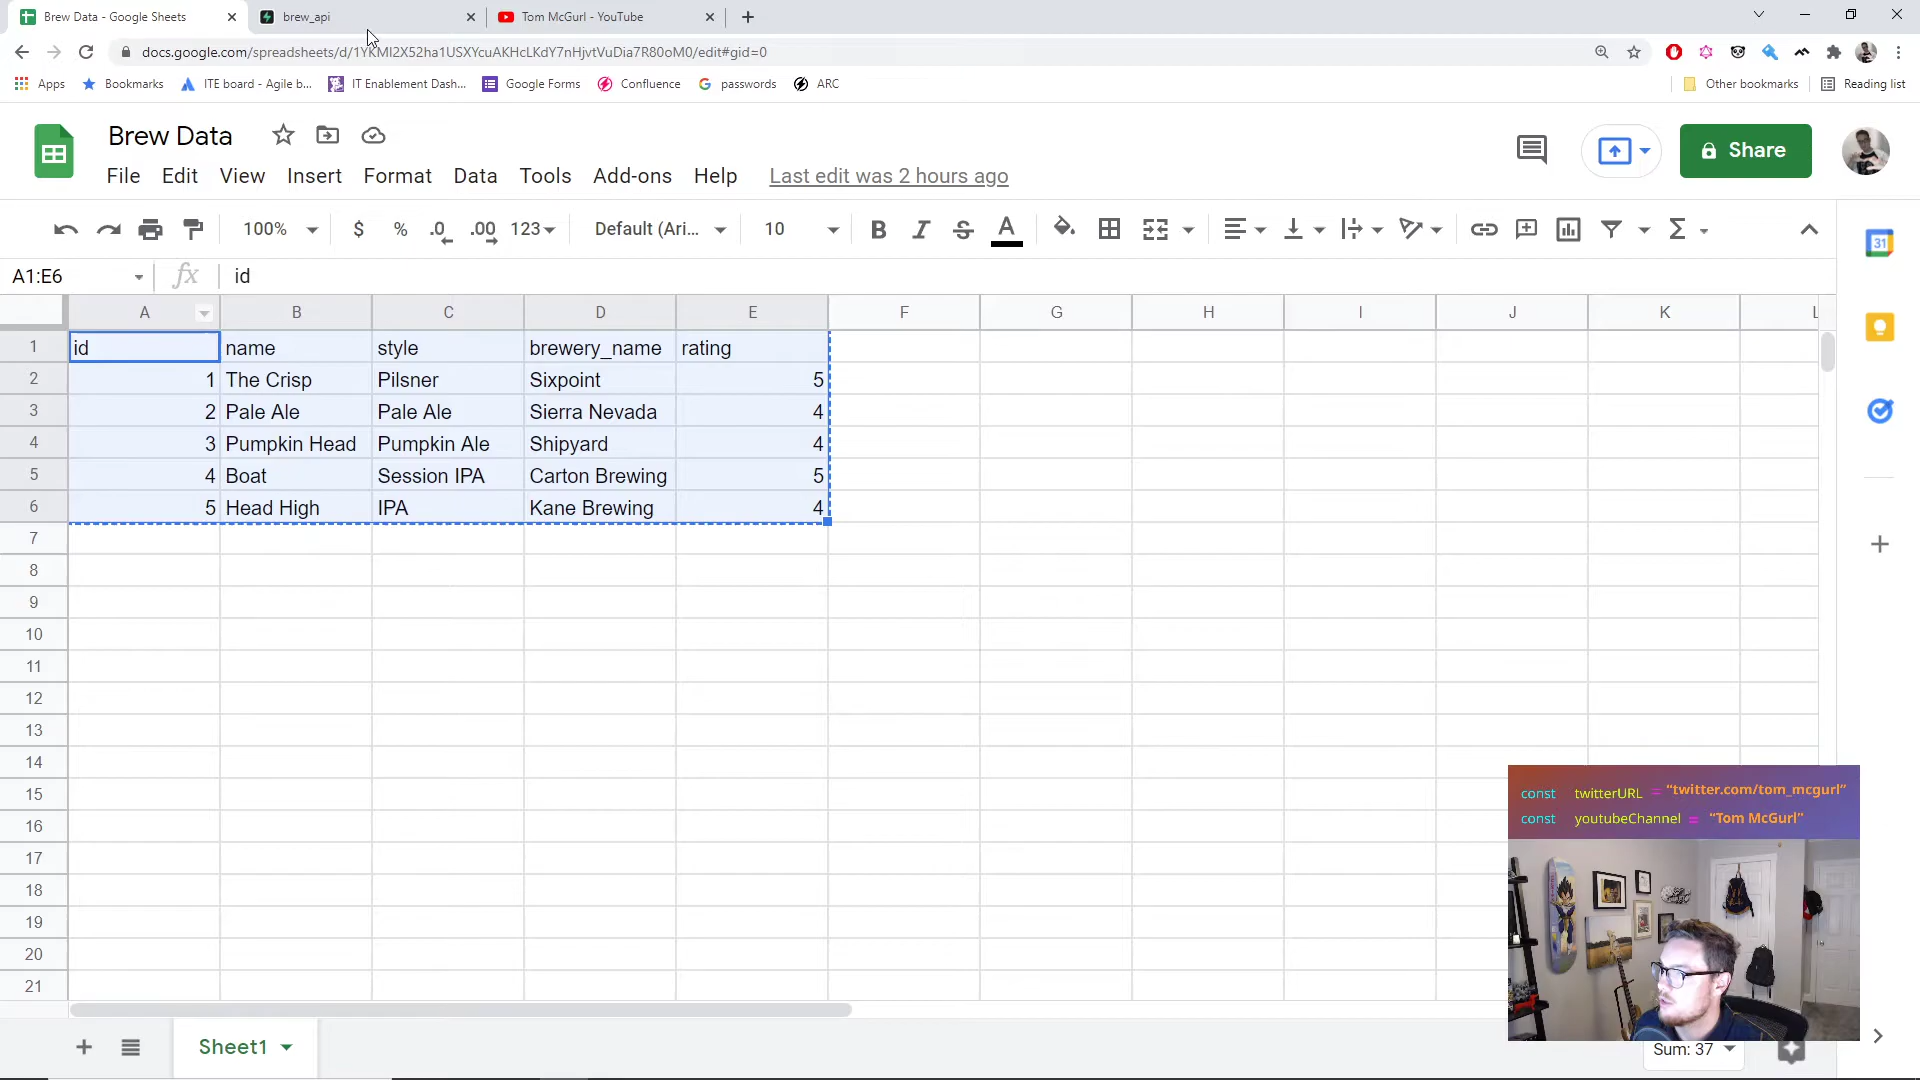 Brew Data - Google Sheets
brew_api
Tom McGurl - YouTube
docs.google.com/spreadsheets/d/1YKMI2X52ha1USXYcuAKHcLKdY7nHjvtVuDia7R80oM0/edit#gid=0
Apps Bookmarks ITE board - Agile b... IT Enablement Dash... Google Forms Confluence passwords ARC Other bookmarks Reading list
Brew Data
Share
File Edit View Insert Format Data Tools Add-ons Help Last edit was 2 hours ago
100% $ % .0 .00 123 Default (Ari... 10 B I S A Σ
31
A1:E6 fx id
A B C D E F G H I J K L
1 id name style brewery_name rating
2 1 The Crisp Pilsner Sixpoint 5
3 2 Pale Ale Pale Ale Sierra Nevada 4
4 3 Pumpkin Head Pumpkin Ale Shipyard 4
5 4 Boat Session IPA Carton Brewing 5
6 5 Head High IPA Kane Brewing 4
7
8
9
10
11
12
13
14
15
16
17
18
19
20
21
const twitterURL = "twitter.com/tom_mcgurl"
const youtubeChannel = "Tom McGurl"
Sheet1
Sum: 37